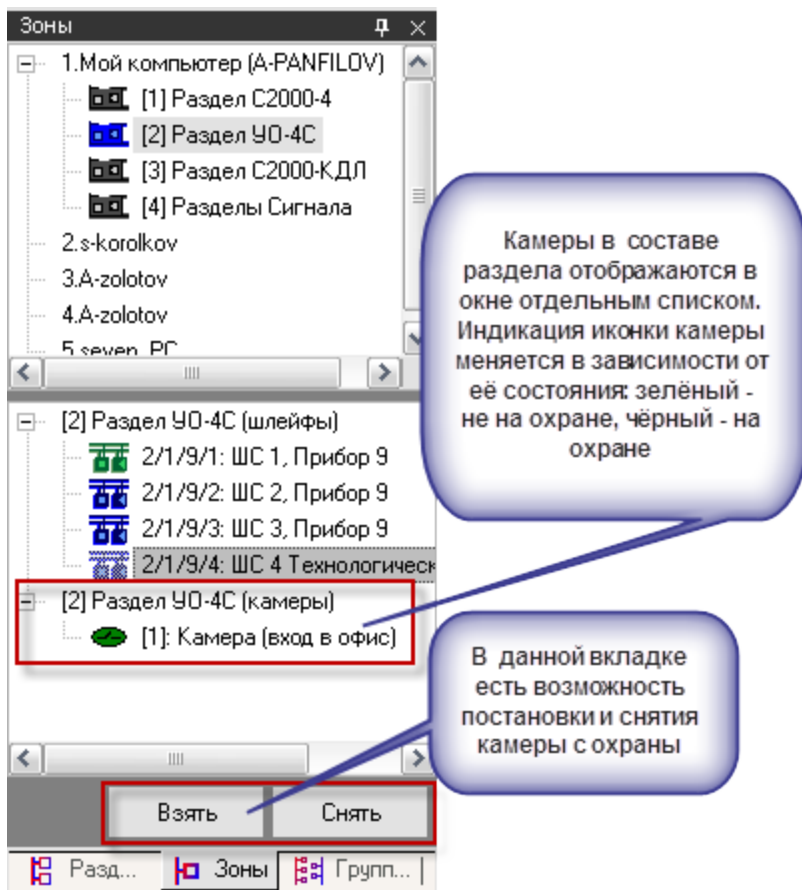 Зоны
1.Мой компьютер (A-PANFILOV)
[1] Раздел С2000-4
[2] Раздел УО-4С
[3] Раздел С2000-КДЛ
[4] Разделы Сигнала
2.s-korolkov
3.A-zolotov
4.A-zolotov
5.seven_PC
Камеры в составе
раздела отображаются в
окне отдельным списком.
Индикация иконки камеры
меняется в зависимости от
её состояния: зелёный -
не на охране, чёрный - на
охране
[2] Раздел УО-4С (шлейфы)
2/1/9/1: ШС 1, Прибор 9
2/1/9/2: ШС 2, Прибор 9
2/1/9/3: ШС 3, Прибор 9
2/1/9/4: ШС 4 Технологическ
[2] Раздел УО-4С (камеры)
[1]: Камера (вход в офис)
В данной вкладке
есть возможность
постановки и снятия
камеры с охраны
Взять Снять
Разд... Зоны Групп...